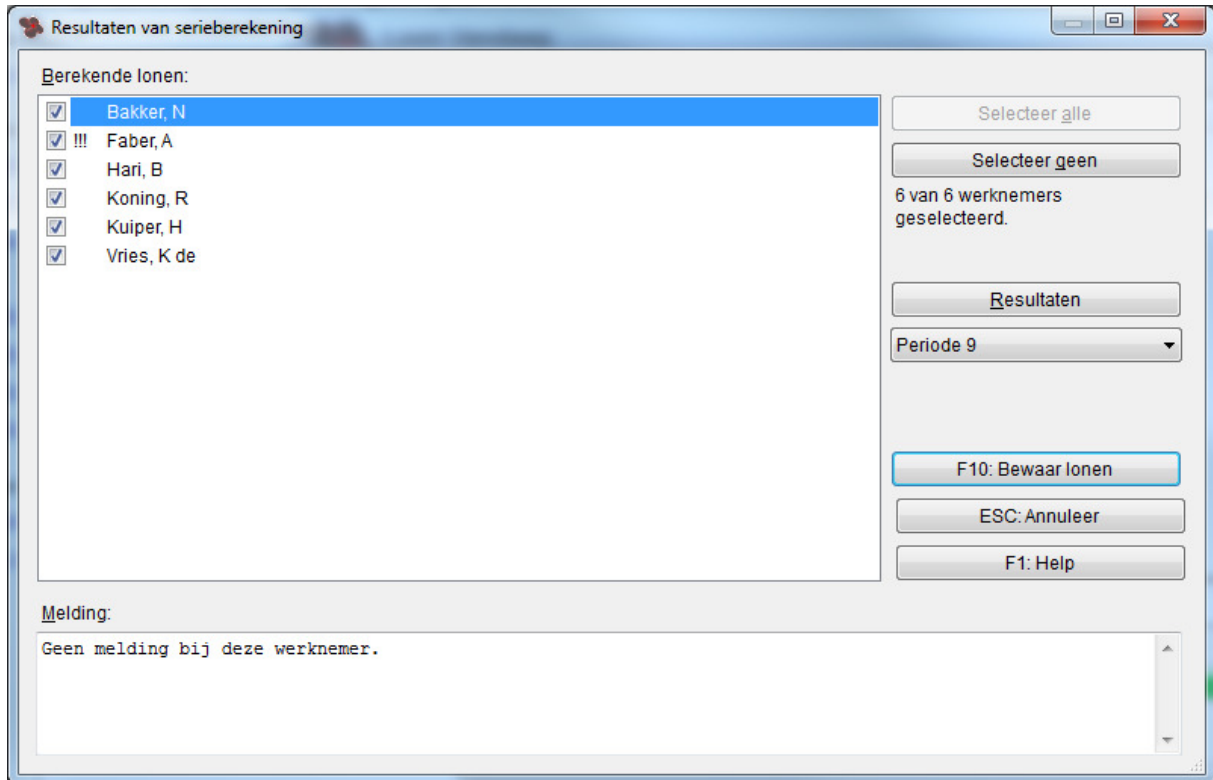 Resultaten van serieberekening
Berekende lonen:
Bakker, N
!!! Faber, A
Hari, B
Koning, R
Kuiper, H
Vries, K de
Selecteer alle
Selecteer geen
6 van 6 werknemers
geselecteerd.
Resultaten
Periode 9
F10: Bewaar lonen
ESC: Annuleer
F1: Help
Melding:
Geen melding bij deze werknemer.